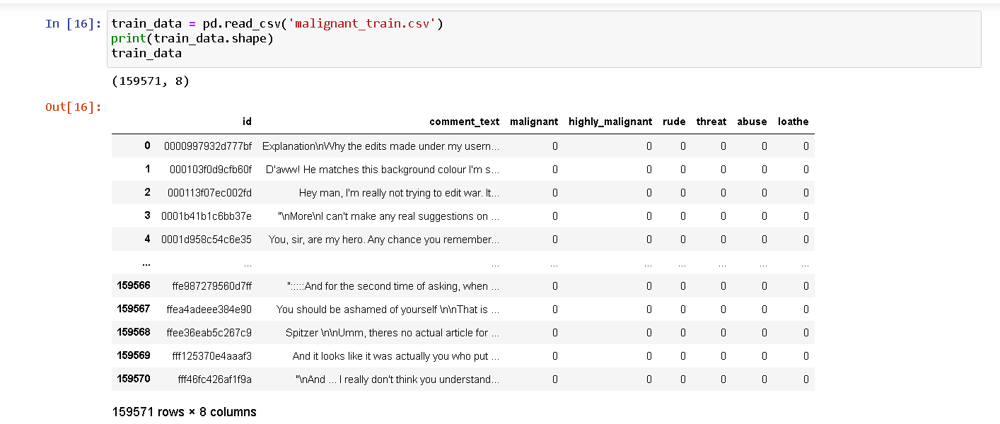 In [16]: train_data = pd.read_csv('malignant_train.csv')
print(train_data.shape)
train_data
(159571, 8)
Out[16]:
id comment_text malignant highly_malignant rude threat abuse loathe
0 0000997932d777bf Explanation\nWhy the edits made under my usern... 0 0 0 0 0 0
1 000103f0d9cfb60f D'aww! He matches this background colour I'm s... 0 0 0 0 0 0
2 000113f07ec002fd Hey man, I'm really not trying to edit war. It... 0 0 0 0 0 0
3 0001b41b1c6bb37e "\nMore\nI can't make any real suggestions on ... 0 0 0 0 0 0
4 0001d958c54c6e35 You, sir, are my hero. Any chance you remember... 0 0 0 0 0 0
... ... ... ... ... ... ... ... ...
159566 ffe987279560d7ff ":::::And for the second time of asking, when ... 0 0 0 0 0 0
159567 ffea4adeee384e90 You should be ashamed of yourself \n\nThat is ... 0 0 0 0 0 0
159568 ffee36eab5c267c9 Spitzer \n\nUmm, theres no actual article for ... 0 0 0 0 0 0
159569 fff125370e4aaaf3 And it looks like it was actually you who put ... 0 0 0 0 0 0
159570 fff46fc426af1f9a "\nAnd ... I really don't think you understand... 0 0 0 0 0 0
159571 rows × 8 columns